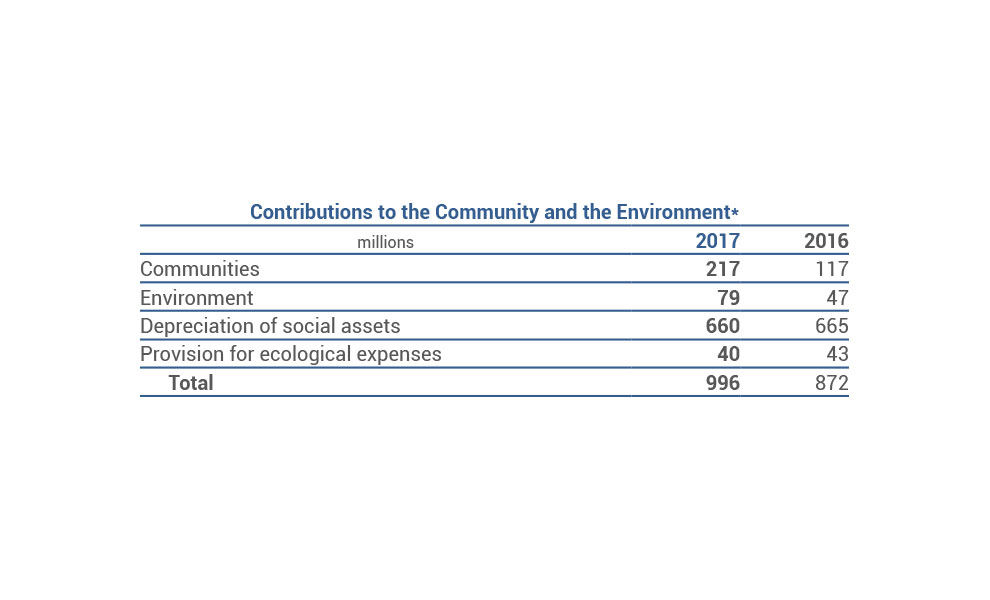 Contributions to the Community and the Environment*
millions 2017 2016
Communities 217 117
Environment 79 47
Depreciation of social assets 660 665
Provision for ecological expenses 40 43
Total 996 872